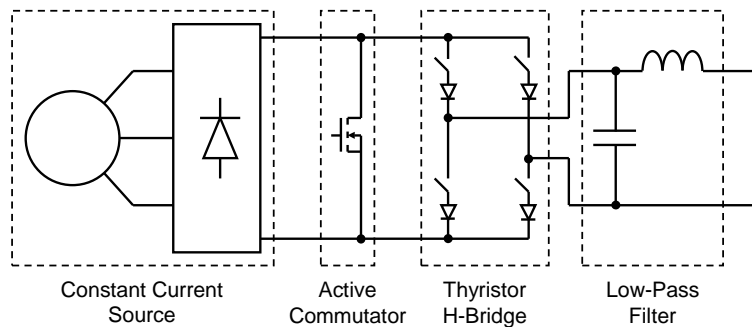 Constant Current
Source
Active
Commutator
Thyristor
H-Bridge
Low-Pass
Filter